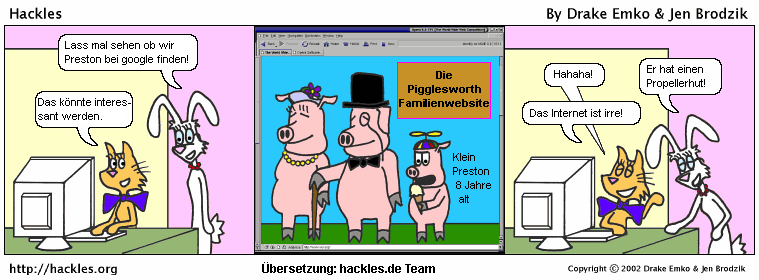 Hackles
By Drake Emko & Jen Brodzik
Lass mal sehen ob wir
Preston bei google finden!
Das könnte interes-
sant werden.
Die
Pigglesworth
Familienwebsite
Klein
Preston
8 Jahre
alt
Hahaha!
Das Internet ist irre!
Er hat einen
Propellerhut!
http://hackles.org
Übersetzung: hackles.de Team
Copyright © 2002 Drake Emko & Jen Brodzik